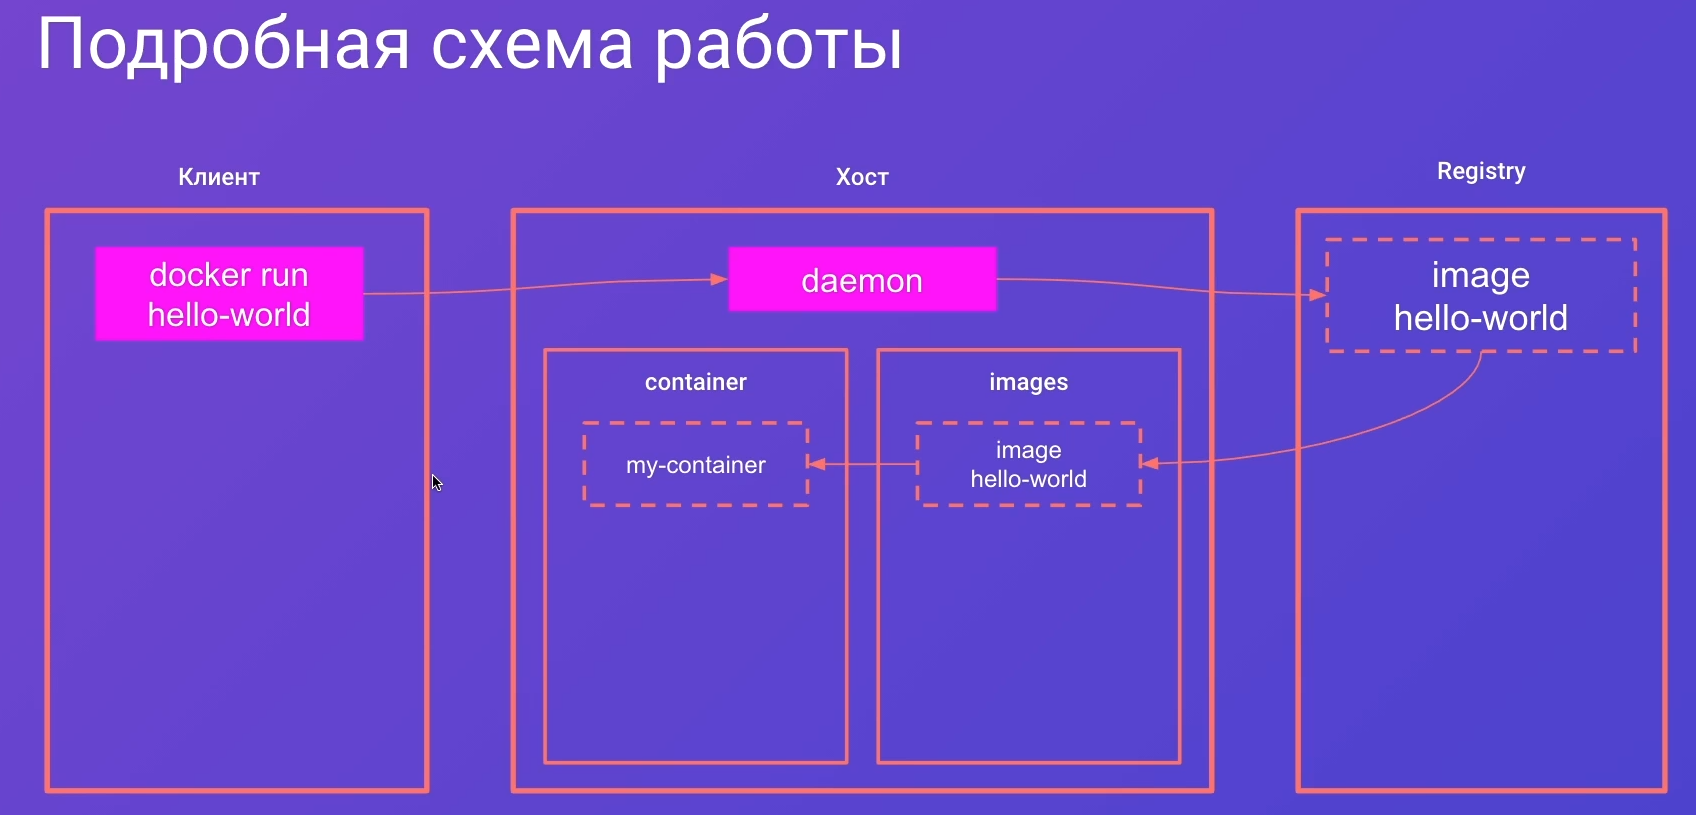 Подробная схема работы
Клиент
Хост
Registry
docker run
hello-world
daemon
image
hello-world
container
images
my-container
image
hello-world